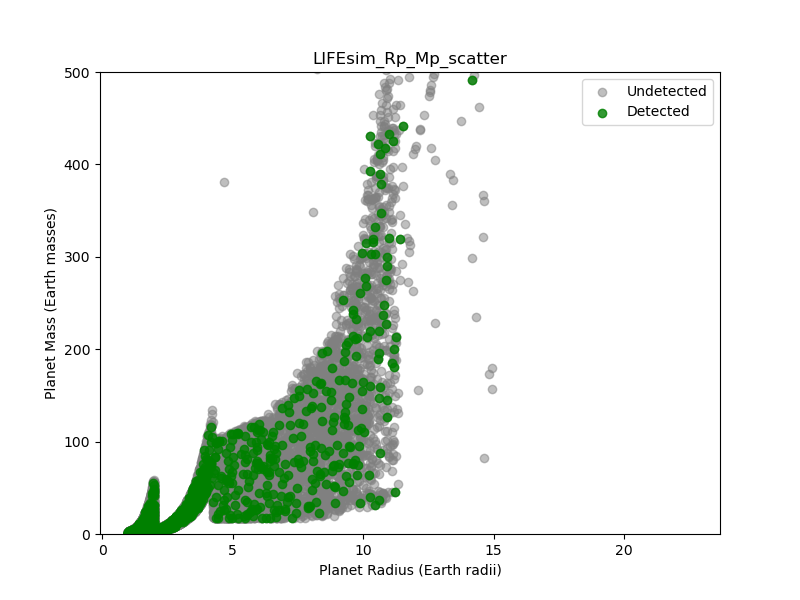 LIFEsim_Rp_Mp_scatter
Undetected
Detected
500
400
300
200
100
0
Planet Mass (Earth masses)
0 5 10 15 20
Planet Radius (Earth radii)